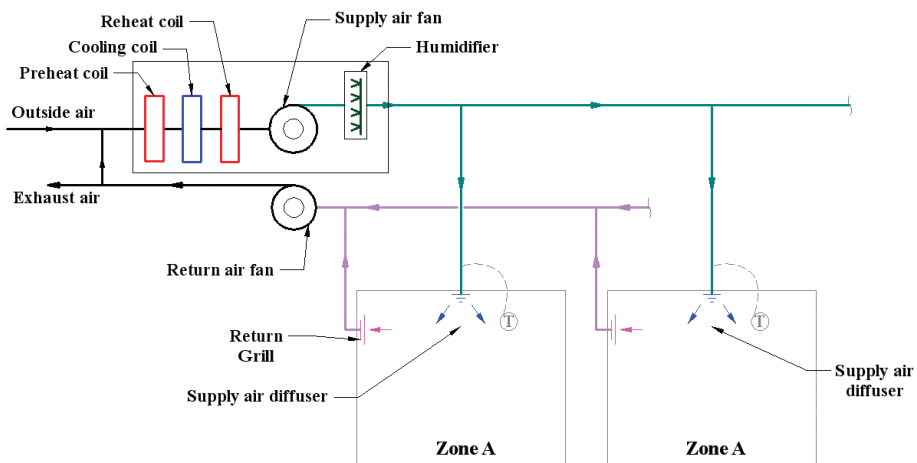 Reheat coil
Supply air fan
Cooling coil
Humidifier
Preheat coil
Outside air
Exhaust air
Return air fan
T
T
Return
Grill
Supply air diffuser
Supply air
diffuser
Zone A
Zone A